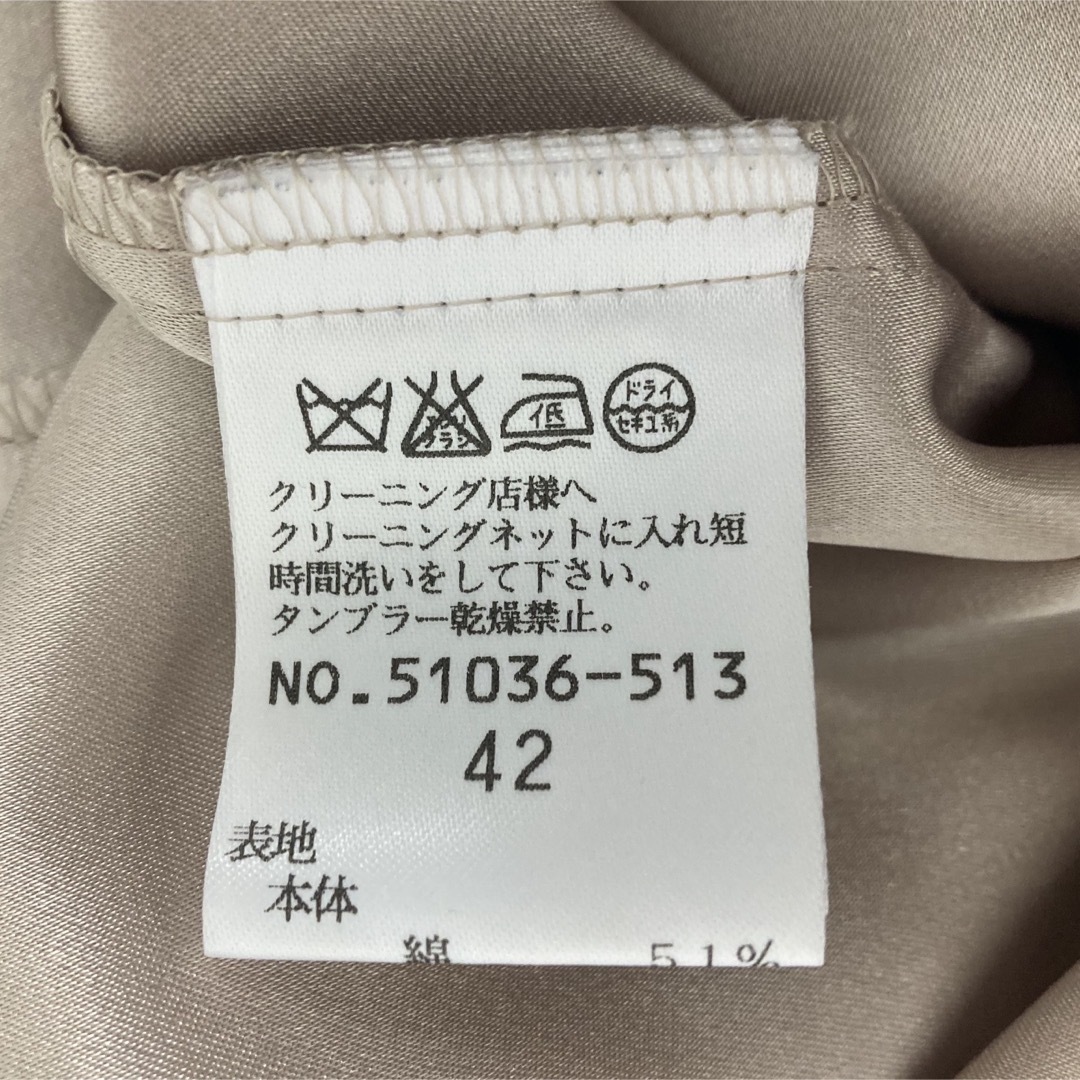 低 ドライ
セキユ系
クリーニング店様へ
クリーニングネットに入れ短
時間洗いをして下さい。
タンブラー乾燥禁止。
NO.51036-513
42
表地
本体
綿 51%